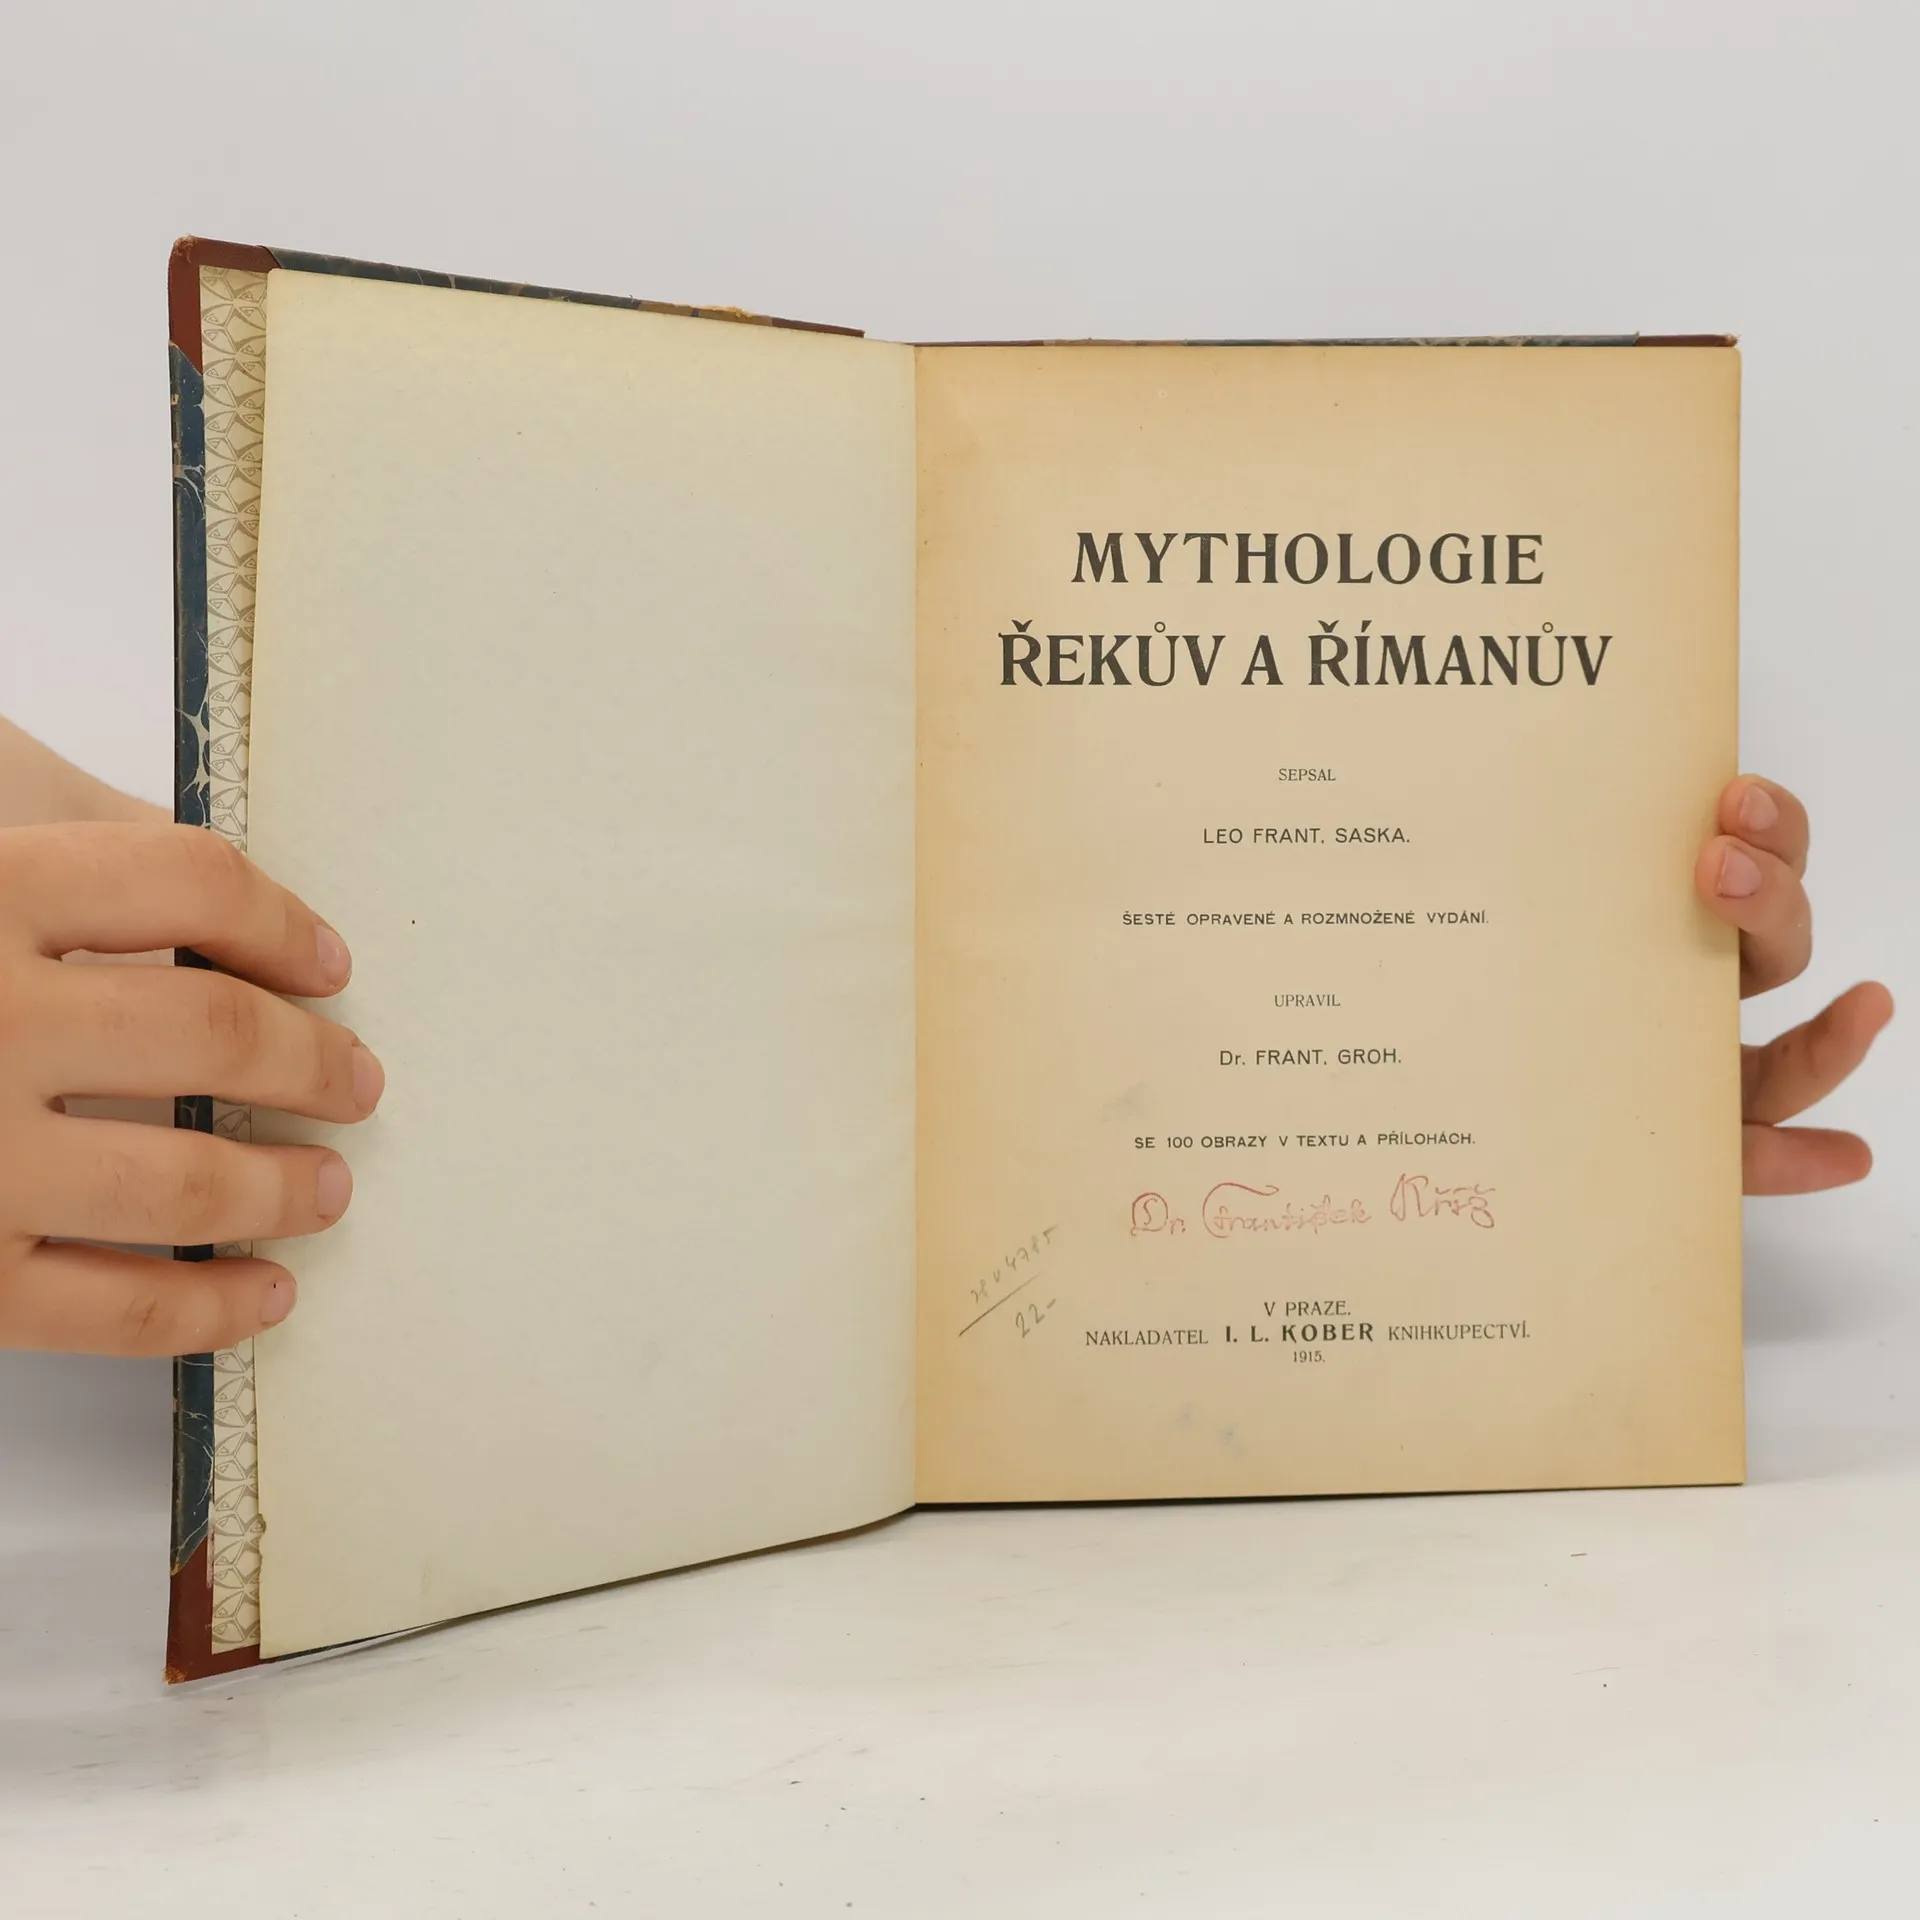 MYTHOLOGIE
ŘEKŮV A ŘÍMANŮV
SEPSAL
LEO FRANT. SASKA.
ŠESTÉ OPRAVENÉ A ROZMNOŽENÉ VYDÁNÍ.
UPRAVIL
Dr. FRANT. GROH.
SE 100 OBRAZY V TEXTU A PŘÍLOHÁCH.
Dr. František Kříž
22-
V PRAZE.
NAKLADATEL I. L. KOBER KNIHKUPECTVÍ.
1915.